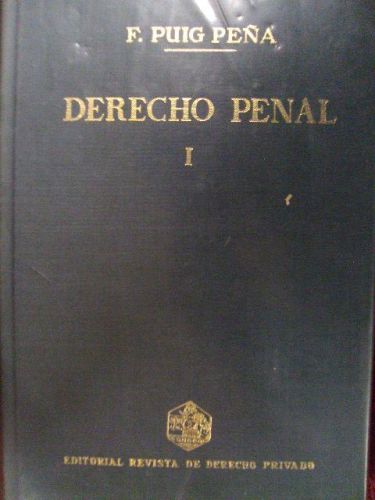 F. PUIG PEÑA
DERECHO PENAL
I
EDITORIAL REVISTA DE DERECHO PRIVADO